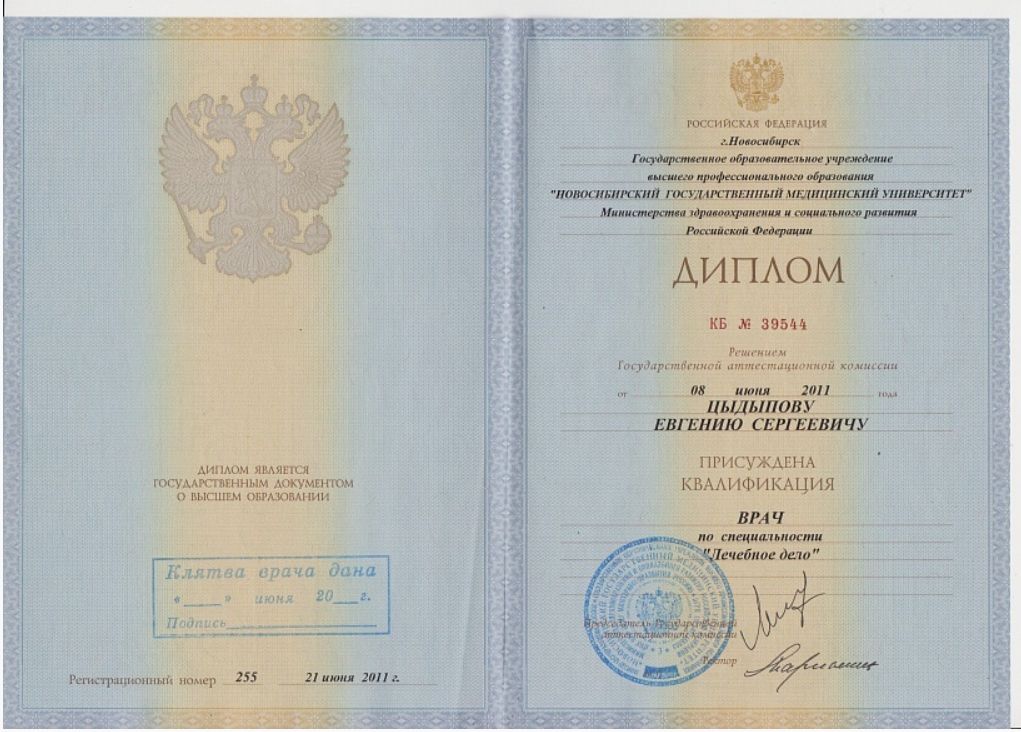 ДИПЛОМ ЯВЛЯЕТСЯ
ГОСУДАРСТВЕННЫМ ДОКУМЕНТОМ
О ВЫСШЕМ ОБРАЗОВАНИИ
Клятва врача дана
«____» июня 20__г.
Подпись
Регистрационный номер 255 21 июня 2011 г.
РОССИЙСКАЯ ФЕДЕРАЦИЯ
г.Новосибирск
Государственное образовательное учреждение
высшего профессионального образования
"НОВОСИБИРСКИЙ ГОСУДАРСТВЕННЫЙ МЕДИЦИНСКИЙ УНИВЕРСИТЕТ"
Министерства здравоохранения и социального развития
Российской Федерации
ДИПЛОМ
КБ № 39544
Решением
Государственной аттестационной комиссии
от 08 июня 2011 года
ЦЫДЫПОВУ
ЕВГЕНИЮ СЕРГЕЕВИЧУ
ПРИСУЖДЕНА
КВАЛИФИКАЦИЯ
ВРАЧ
по специальности
"Лечебное дело"
Председатель Государственной
аттестационной комиссии
Ректор